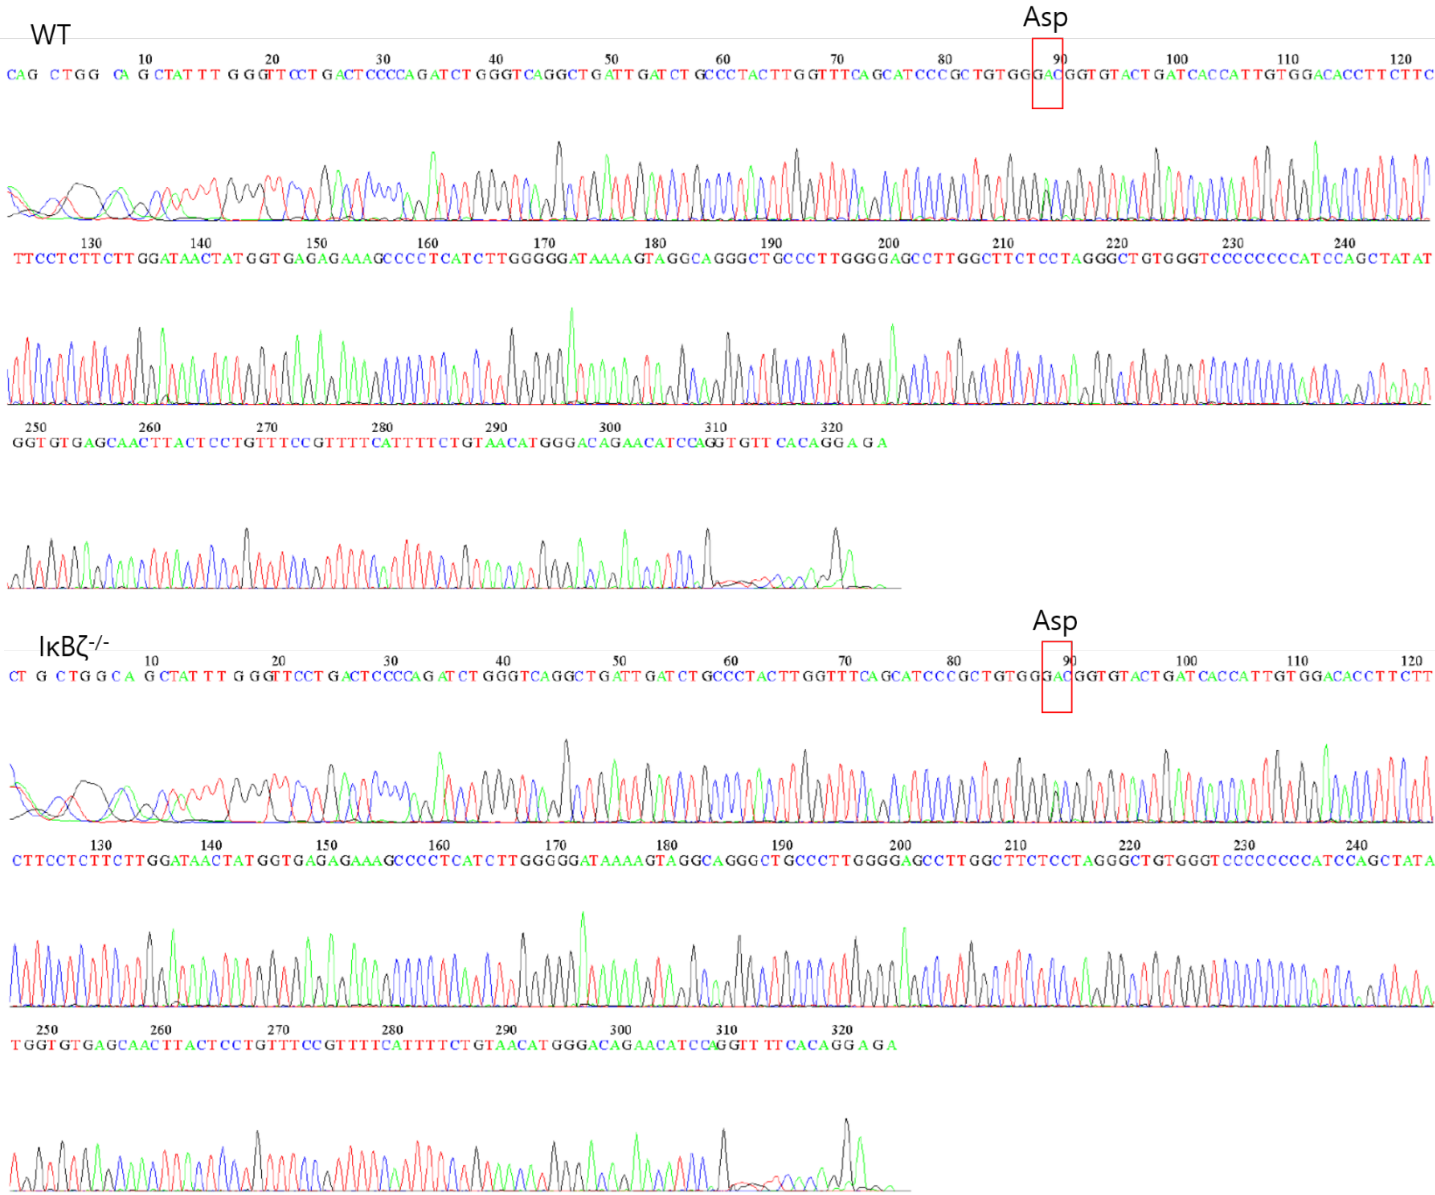 WT
Asp
10 20 30 40 50 60 70 80 90 100 110 120
CAG CTGG CA GCTATTT GGGTTCCTGACTCCCCAGATCTGGGTCAGGCTGATTGATCTGCCCTACTTGGTTTCAGCATCCCGCTGTGGGACGGTGTACTGATCACCATTGTGGACACCTTCTTC
130 140 150 160 170 180 190 200 210 220 230 240
TTCCTCTTCTTGGATAACTATGGTGAGAGAAAGCCCCTCATCTTGGGGGATAAAAGTAGGCAGGGCTGCCCTTGGGGAGCCTTGGCTTCTCCTAGGGCTGTGGGTCCCCCCCCATCCAGCTATAT
250 260 270 280 290 300 310 320
GGTGTGAGCAACTTACTCCTGTTTCCGTTTTCATTTTCTGTAACATGGGACAGAACATCCAGGTGTTCACAGGAGA
IκBζ-/-
Asp
10 20 30 40 50 60 70 80 90 100 110 120
CT G CTGGCA GCTATTT GGGTTCCTGACTCCCCAGATCTGGGTCAGGCTGATTGATCTGCCCTACTTGGTTTCAGCATCCCGCTGTGGGACGGTGTACTGATCACCATTGTGGACACCTTCTT
130 140 150 160 170 180 190 200 210 220 230 240
CTTCCTCTTCTTGGATAACTATGGTGAGAGAAAGCCCCTCATCTTGGGGGATAAAAGTAGGCAGGGCTGCCCTTGGGGAGCCTTGGCTTCTCCTAGGGCTGTGGGTCCCCCCCCATCCAGCTATA
250 260 270 280 290 300 310 320
TGGTGTGAGCAACTTACTCCTGTTTCCGTTTTCATTTTCTGTAACATGGGACAGAACATCCAGGTTTTCACAGGAGA